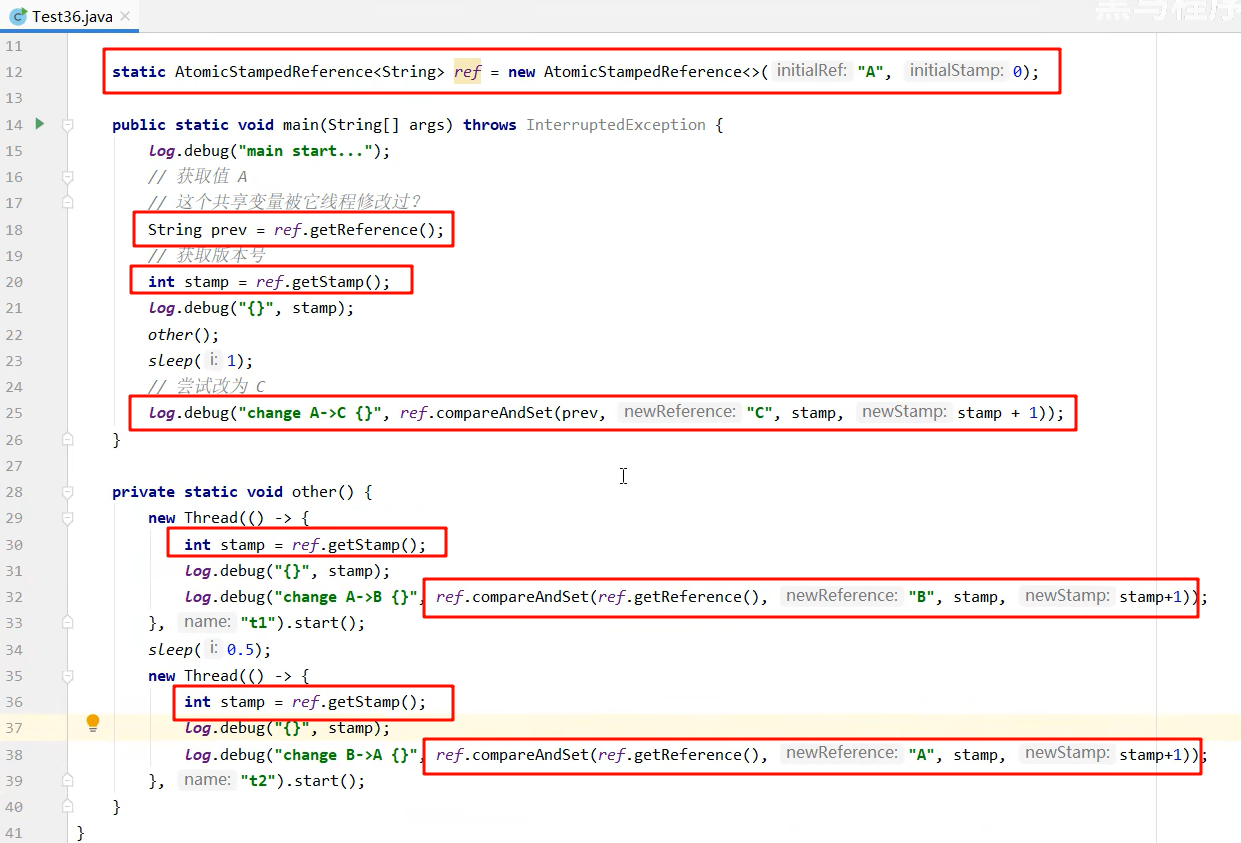 Test36.java
黑马程序
11
12 static AtomicStampedReference<String> ref = new AtomicStampedReference<>( initialRef: "A", initialStamp: 0);
13
14 public static void main(String[] args) throws InterruptedException {
15 log.debug("main start...");
16 // 获取值 A
17 // 这个共享变量被它线程修改过?
18 String prev = ref.getReference();
19 // 获取版本号
20 int stamp = ref.getStamp();
21 log.debug("{}", stamp);
22 other();
23 sleep( i: 1);
24 // 尝试改为 C
25 log.debug("change A->C {}", ref.compareAndSet(prev, newReference: "C", stamp, newStamp: stamp + 1));
26 }
27
28 private static void other() {
29 new Thread(() -> {
30 int stamp = ref.getStamp();
31 log.debug("{}", stamp);
32 log.debug("change A->B {}", ref.compareAndSet(ref.getReference(), newReference: "B", stamp, newStamp: stamp+1));
33 }, name: "t1").start();
34 sleep( i: 0.5);
35 new Thread(() -> {
36 int stamp = ref.getStamp();
37 log.debug("{}", stamp);
38 log.debug("change B->A {}", ref.compareAndSet(ref.getReference(), newReference: "A", stamp, newStamp: stamp+1));
39 }, name: "t2").start();
40 }
41 }